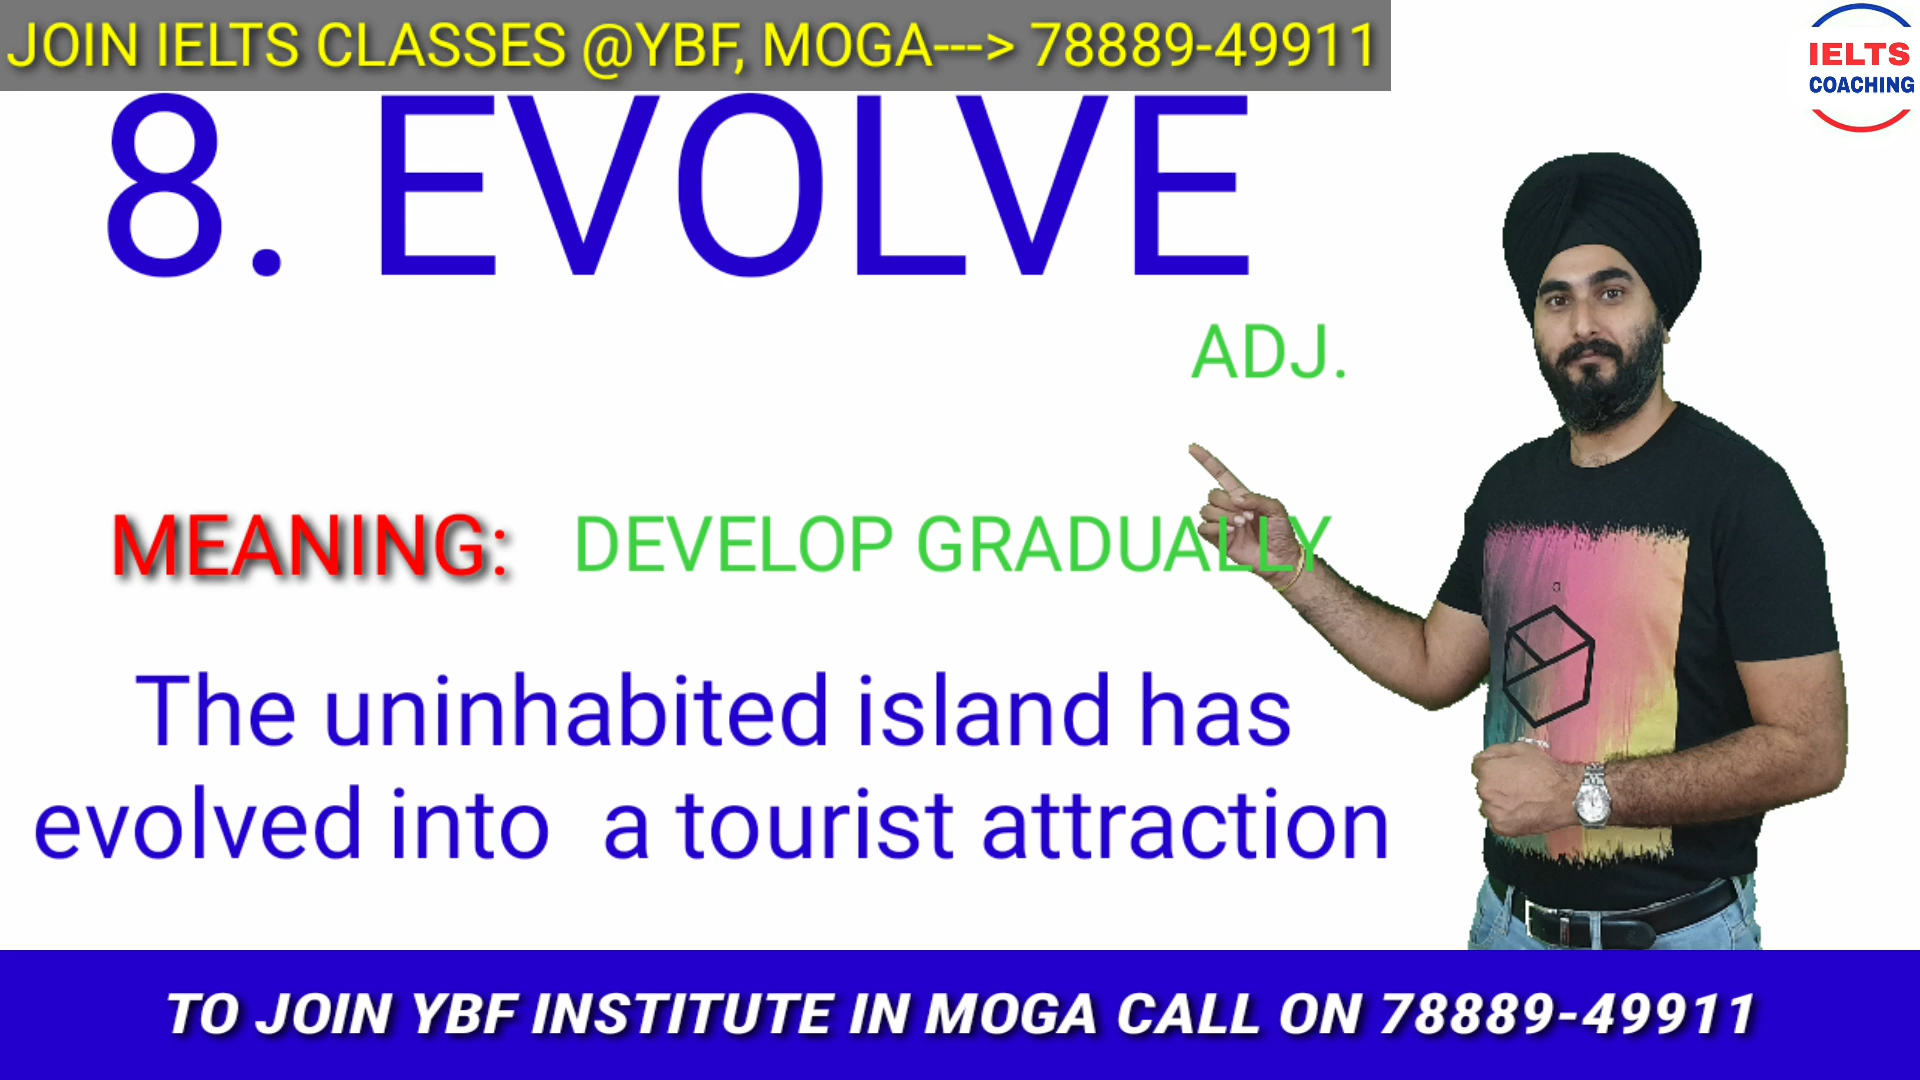 JOIN IELTS CLASSES @YBF, MOGA---> 78889-49911
IELTS
COACHING
8. EVOLVE
ADJ.
MEANING: DEVELOP GRADUALLY
The uninhabited island has
evolved into a tourist attraction
TO JOIN YBF INSTITUTE IN MOGA CALL ON 78889-49911